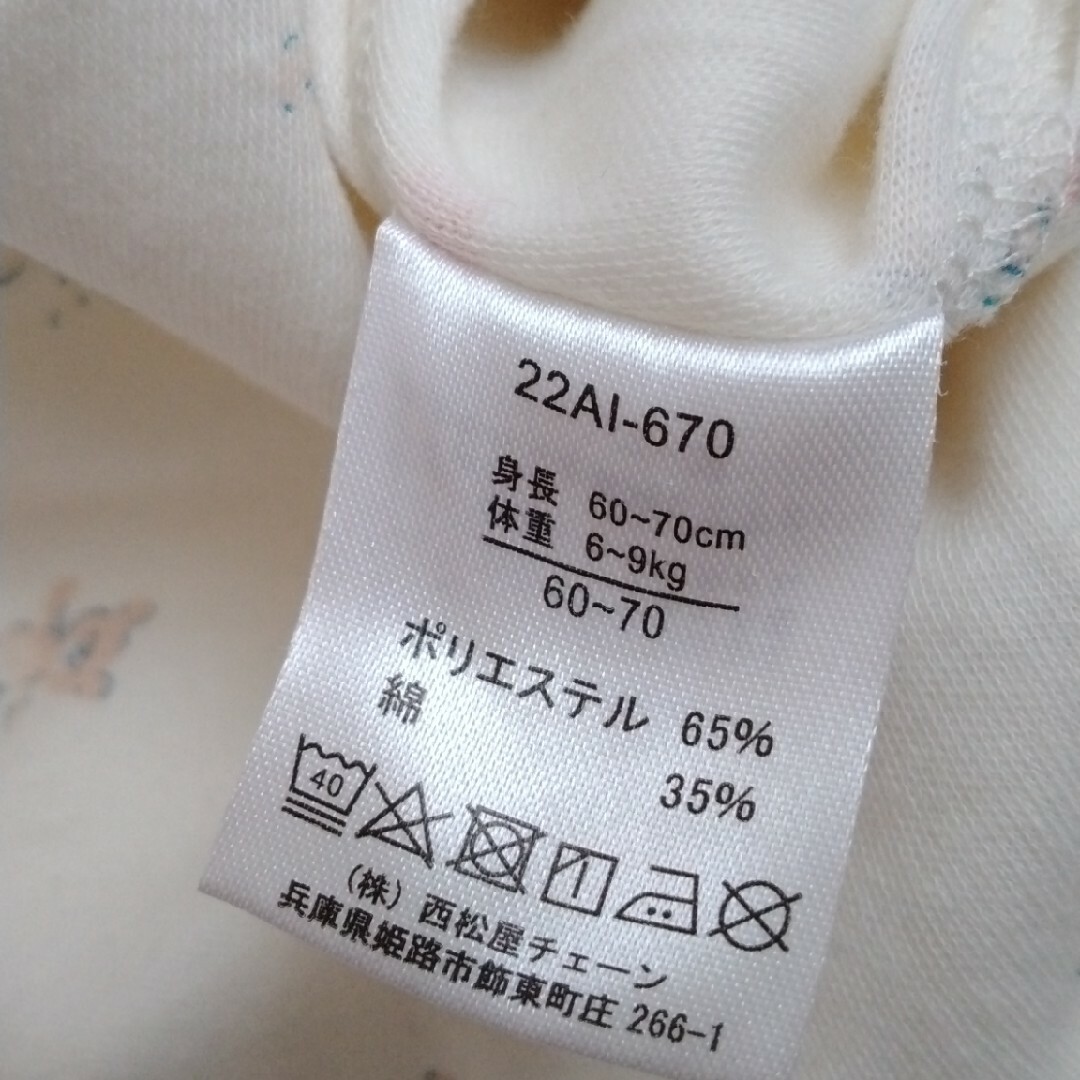 22AI-670
身長 60~70cm
体重 6~9kg
60~70
ポリエステル 65%
綿 35%
40
(株) 西松屋チェーン
兵庫県姫路市飾東町庄 266-1